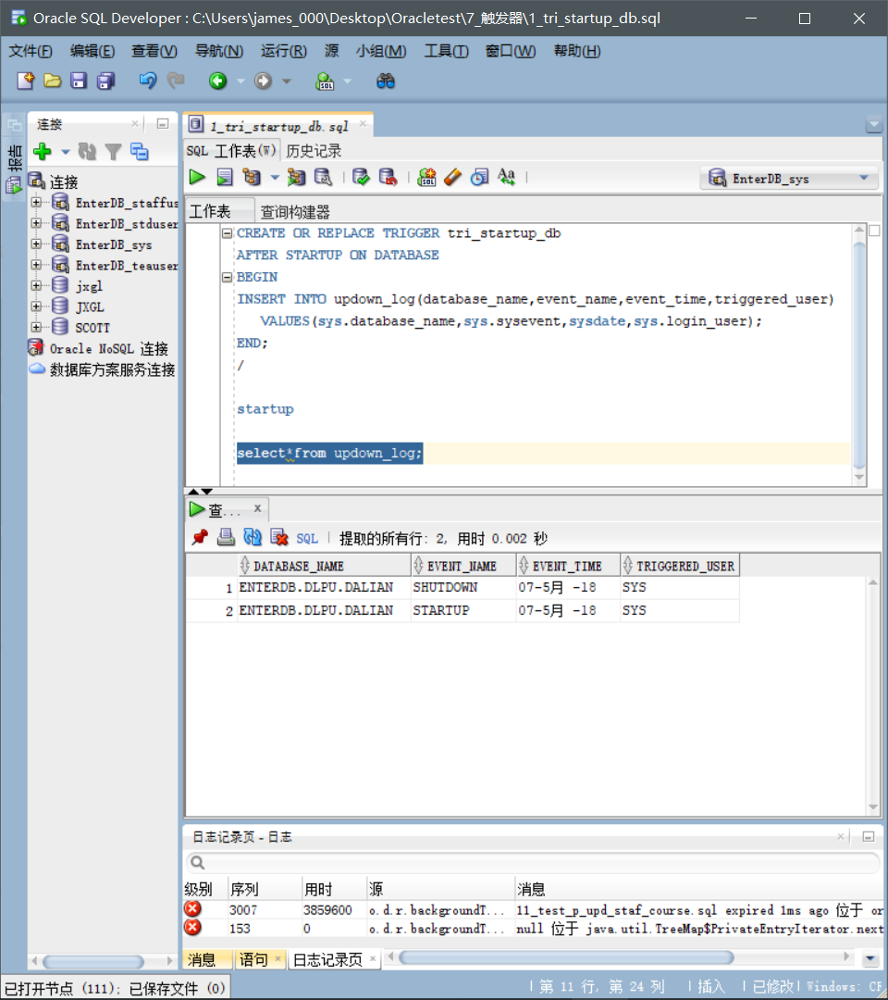 Oracle SQL Developer : C:\Users\james_000\Desktop\Oracletest\7_触发器\1_tri_startup_db.sql
文件(F) 编辑(E) 查看(V) 导航(N) 运行(R) 源 小组(M) 工具(T) 窗口(W) 帮助(H)
报告
连接
连接
EnterDB_staffus
EnterDB_stduser
EnterDB_sys
EnterDB_teauser
jxgl
JXGL
SCOTT
Oracle NoSQL 连接
数据库方案服务连接
1_tri_startup_db.sql
SQL 工作表(W) 历史记录
EnterDB_sys
工作表 查询构建器
CREATE OR REPLACE TRIGGER tri_startup_db
AFTER STARTUP ON DATABASE
BEGIN
INSERT INTO updown_log(database_name,event_name,event_time,triggered_user)
VALUES(sys.database_name,sys.sysevent,sysdate,sys.login_user);
END;
/
startup
select*from updown_log;
查...
SQL | 提取的所有行: 2, 用时 0.002 秒
DATABASE_NAME EVENT_NAME EVENT_TIME TRIGGERED_USER
1 ENTERDB.DLPU.DALIAN SHUTDOWN 07-5月 -18 SYS
2 ENTERDB.DLPU.DALIAN STARTUP 07-5月 -18 SYS
日志记录页 - 日志
级别 序列 用时 源 消息
3007 3859600 o.d.r.backgroundT... 11_test_p_upd_staf_course.sql expired 1ms ago 位于 or
153 0 o.d.r.backgroundT... null 位于 java.util.TreeMap$PrivateEntryIterator.next
消息 语句 日志记录页
已打开节点 (111); 已保存文件 (0) | 第 11 行, 第 24 列 | 插入 | 已修改| Windows: CR